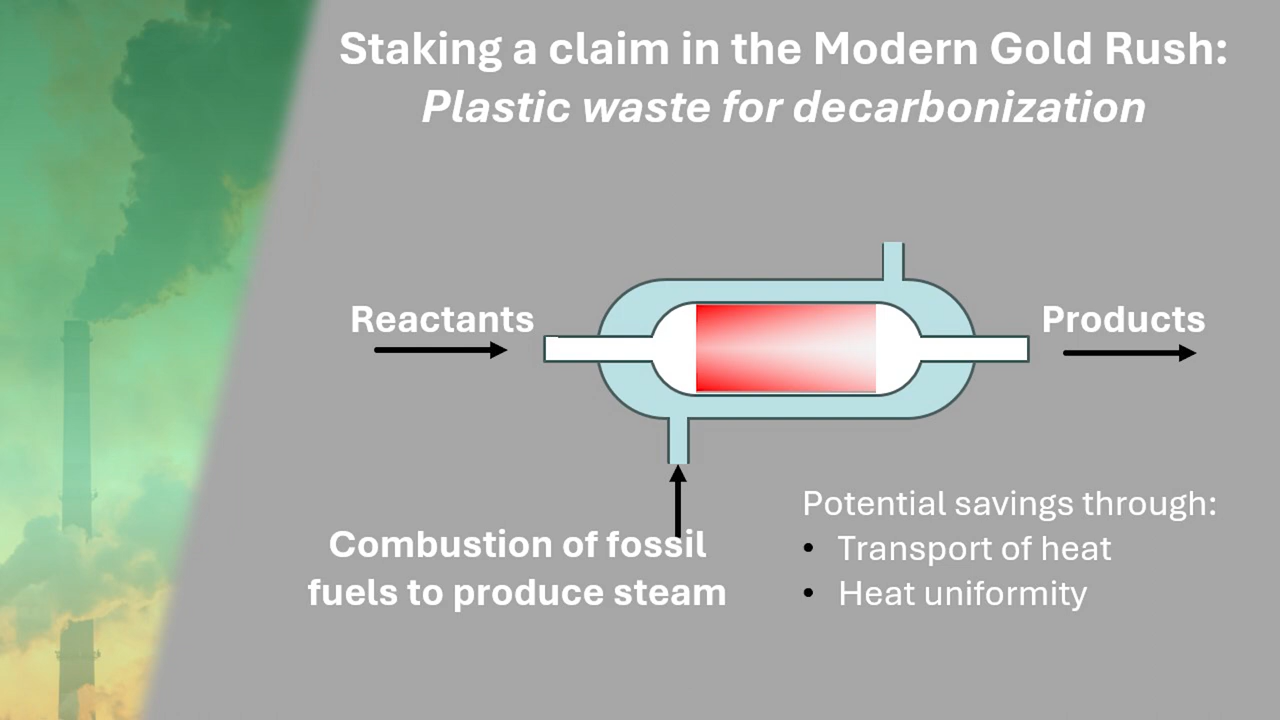 Staking a claim in the Modern Gold Rush:
Plastic waste for decarbonization
Reactants
Products
Combustion of fossil
fuels to produce steam
Potential savings through:
• Transport of heat
• Heat uniformity